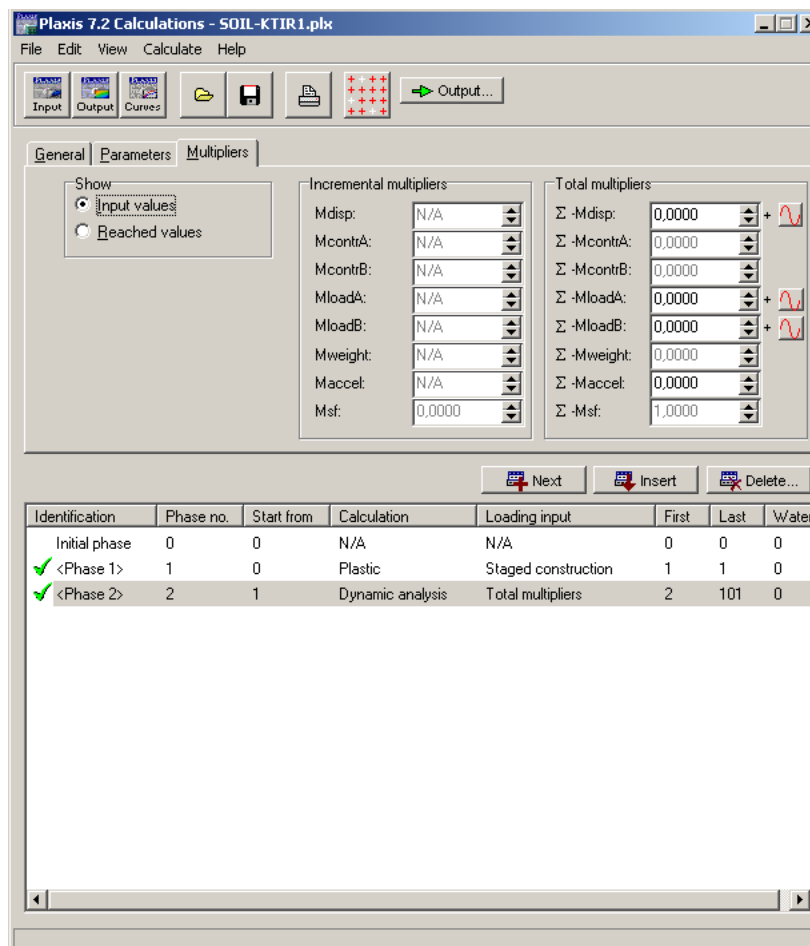 Plaxis 7.2 Calculations - SOIL-KTIR1.plx
File Edit View Calculate Help
Input Output Curves Output...
General Parameters Multipliers
Show
Input values
Reached values
Incremental multipliers
Mdisp: N/A
McontrA: N/A
McontrB: N/A
MloadA: N/A
MloadB: N/A
Mweight: N/A
Maccel: N/A
Msf: 0,0000
Total multipliers
Σ -Mdisp: 0,0000 +
Σ -McontrA: 0,0000
Σ -McontrB: 0,0000
Σ -MloadA: 0,0000 +
Σ -MloadB: 0,0000 +
Σ -Mweight: 0,0000
Σ -Maccel: 0,0000
Σ -Msf: 1,0000
Next Insert Delete...
Identification Phase no. Start from Calculation Loading input First Last Water
Initial phase 0 0 N/A N/A 0 0 0
<Phase 1> 1 0 Plastic Staged construction 1 1 0
<Phase 2> 2 1 Dynamic analysis Total multipliers 2 101 0